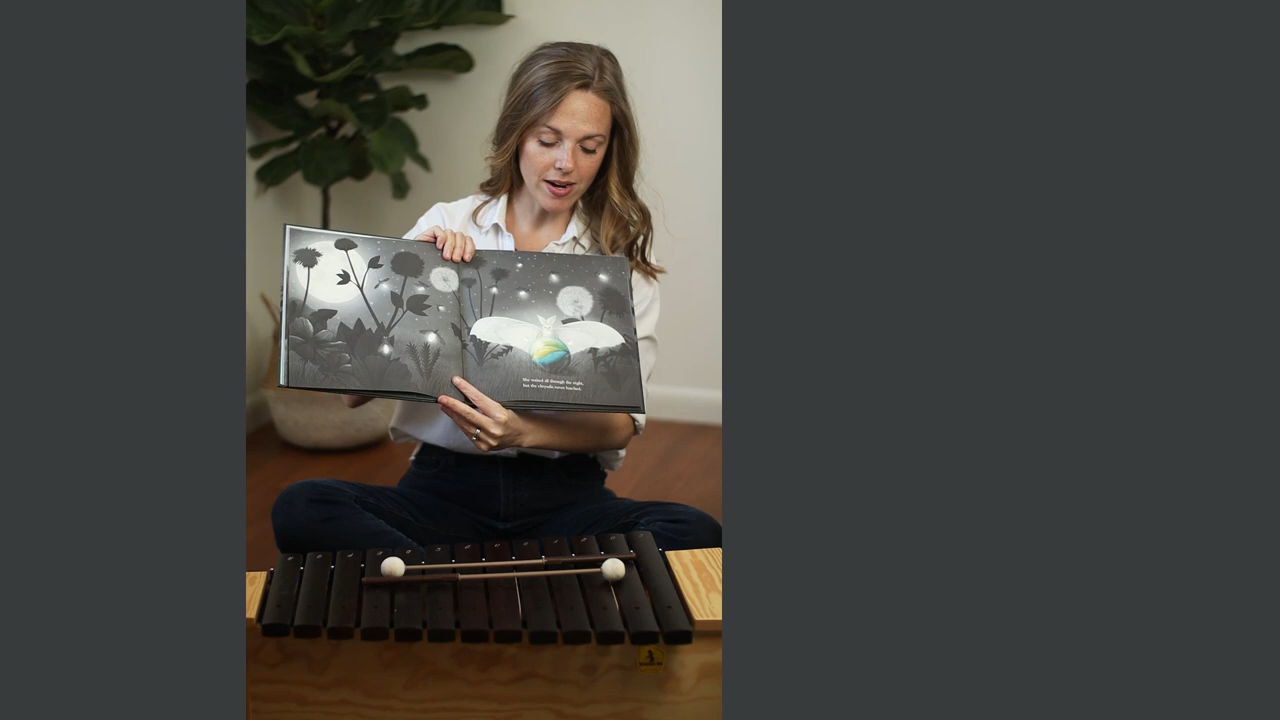 She waited all through the night,
but the chrysalis never hatched.